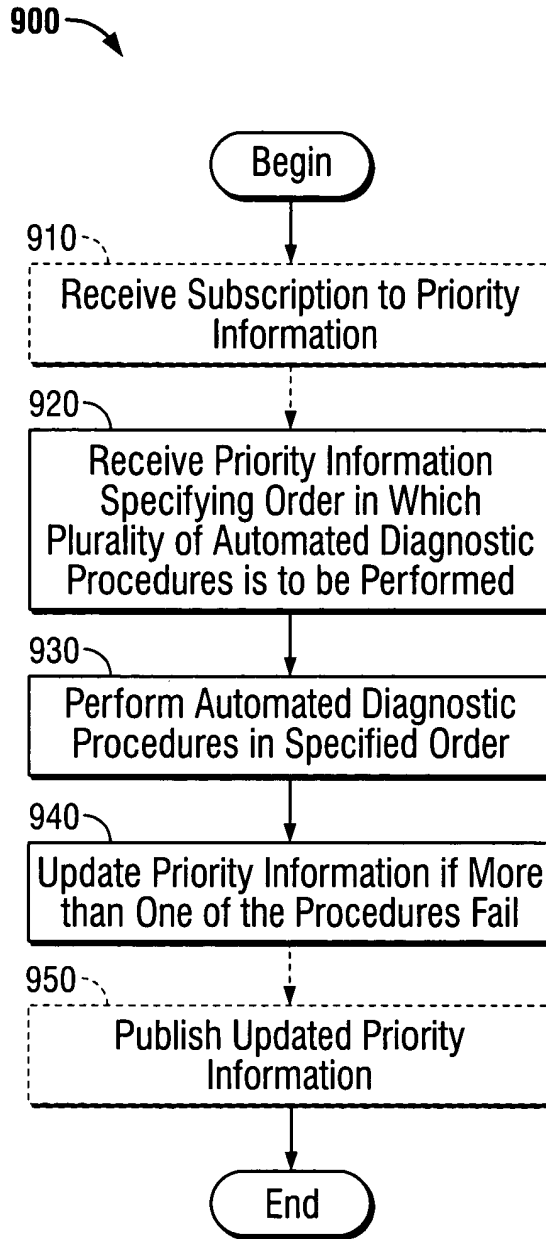 900
Begin
910
Receive Subscription to Priority
Information
920
Receive Priority Information
Specifying Order in Which
Plurality of Automated Diagnostic
Procedures is to be Performed
930
Perform Automated Diagnostic
Procedures in Specified Order
940
Update Priority Information if More
than One of the Procedures Fail
950
Publish Updated Priority
Information
End